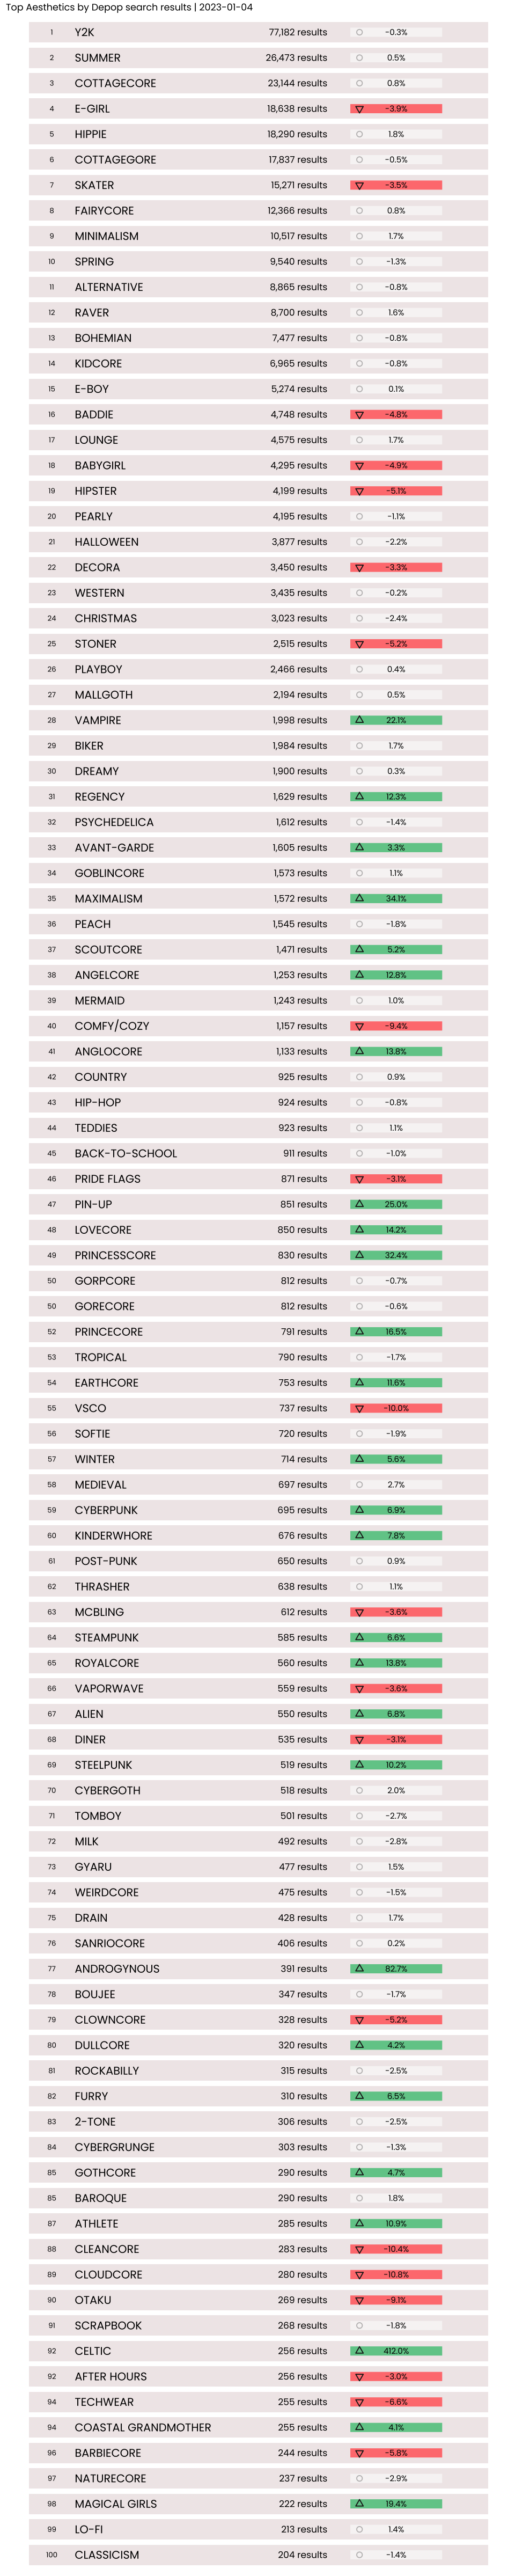 Top Aesthetics by Depop search results | 2023-01-04
1 Y2K 77,182 results -0.3%
2 SUMMER 26,473 results 0.5%
3 COTTAGECORE 23,144 results 0.8%
4 E-GIRL 18,638 results -3.9%
5 HIPPIE 18,290 results 1.8%
6 COTTAGEGORE 17,837 results -0.5%
7 SKATER 15,271 results -3.5%
8 FAIRYCORE 12,366 results 0.8%
9 MINIMALISM 10,517 results 1.7%
10 SPRING 9,540 results -1.3%
11 ALTERNATIVE 8,865 results -0.8%
12 RAVER 8,700 results 1.6%
13 BOHEMIAN 7,477 results -0.8%
14 KIDCORE 6,965 results -0.8%
15 E-BOY 5,274 results 0.1%
16 BADDIE 4,748 results -4.8%
17 LOUNGE 4,575 results 1.7%
18 BABYGIRL 4,295 results -4.9%
19 HIPSTER 4,199 results -5.1%
20 PEARLY 4,195 results -1.1%
21 HALLOWEEN 3,877 results -2.2%
22 DECORA 3,450 results -3.3%
23 WESTERN 3,435 results -0.2%
24 CHRISTMAS 3,023 results -2.4%
25 STONER 2,515 results -5.2%
26 PLAYBOY 2,466 results 0.4%
27 MALLGOTH 2,194 results 0.5%
28 VAMPIRE 1,998 results 22.1%
29 BIKER 1,984 results 1.7%
30 DREAMY 1,900 results 0.3%
31 REGENCY 1,629 results 12.3%
32 PSYCHEDELICA 1,612 results -1.4%
33 AVANT-GARDE 1,605 results 3.3%
34 GOBLINCORE 1,573 results 1.1%
35 MAXIMALISM 1,572 results 34.1%
36 PEACH 1,545 results -1.8%
37 SCOUTCORE 1,471 results 5.2%
38 ANGELCORE 1,253 results 12.8%
39 MERMAID 1,243 results 1.0%
40 COMFY/COZY 1,157 results -9.4%
41 ANGLOCORE 1,133 results 13.8%
42 COUNTRY 925 results 0.9%
43 HIP-HOP 924 results -0.8%
44 TEDDIES 923 results 1.1%
45 BACK-TO-SCHOOL 911 results -1.0%
46 PRIDE FLAGS 871 results -3.1%
47 PIN-UP 851 results 25.0%
48 LOVECORE 850 results 14.2%
49 PRINCESSCORE 830 results 32.4%
50 GORPCORE 812 results -0.7%
50 GORECORE 812 results -0.6%
52 PRINCECORE 791 results 16.5%
53 TROPICAL 790 results -1.7%
54 EARTHCORE 753 results 11.6%
55 VSCO 737 results -10.0%
56 SOFTIE 720 results -1.9%
57 WINTER 714 results 5.6%
58 MEDIEVAL 697 results 2.7%
59 CYBERPUNK 695 results 6.9%
60 KINDERWHORE 676 results 7.8%
61 POST-PUNK 650 results 0.9%
62 THRASHER 638 results 1.1%
63 MCBLING 612 results -3.6%
64 STEAMPUNK 585 results 6.6%
65 ROYALCORE 560 results 13.8%
66 VAPORWAVE 559 results -3.6%
67 ALIEN 550 results 6.8%
68 DINER 535 results -3.1%
69 STEELPUNK 519 results 10.2%
70 CYBERGOTH 518 results 2.0%
71 TOMBOY 501 results -2.7%
72 MILK 492 results -2.8%
73 GYARU 477 results 1.5%
74 WEIRDCORE 475 results -1.5%
75 DRAIN 428 results 1.7%
76 SANRIOCORE 406 results 0.2%
77 ANDROGYNOUS 391 results 82.7%
78 BOUJEE 347 results -1.7%
79 CLOWNCORE 328 results -5.2%
80 DULLCORE 320 results 4.2%
81 ROCKABILLY 315 results -2.5%
82 FURRY 310 results 6.5%
83 2-TONE 306 results -2.5%
84 CYBERGRUNGE 303 results -1.3%
85 GOTHCORE 290 results 4.7%
85 BAROQUE 290 results 1.8%
87 ATHLETE 285 results 10.9%
88 CLEANCORE 283 results -10.4%
89 CLOUDCORE 280 results -10.8%
90 OTAKU 269 results -9.1%
91 SCRAPBOOK 268 results -1.8%
92 CELTIC 256 results 412.0%
92 AFTER HOURS 256 results -3.0%
94 TECHWEAR 255 results -6.6%
94 COASTAL GRANDMOTHER 255 results 4.1%
96 BARBIECORE 244 results -5.8%
97 NATURECORE 237 results -2.9%
98 MAGICAL GIRLS 222 results 19.4%
99 LO-FI 213 results 1.4%
100 CLASSICISM 204 results -1.4%